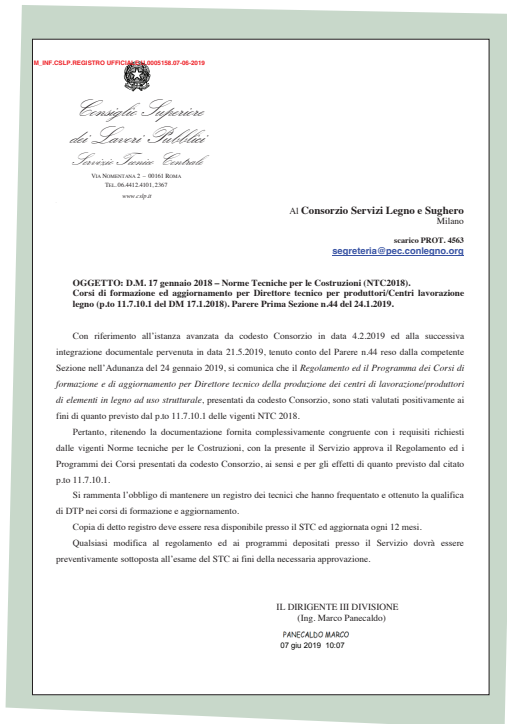 M_INF.CSLP.REGISTRO UFFICIALE.U.0005158.07-06-2019
Consiglio Superiore
dei Lavori Pubblici
Servizio Tecnico Centrale
VIA NOMENTANA 2 – 00161 ROMA
TEL.:06.4412.4101, 2367
www.cslp.it
Al Consorzio Servizi Legno e Sughero
Milano
scarico PROT. 4563
segreteria@pec.conlegno.org
OGGETTO: D.M. 17 gennaio 2018 – Norme Tecniche per le Costruzioni (NTC2018).
Corsi di formazione ed aggiornamento per Direttore tecnico per produttori/Centri lavorazione
legno (p.to 11.7.10.1 del DM 17.1.2018). Parere Prima Sezione n.44 del 24.1.2019.
Con riferimento all'istanza avanzata da codesto Consorzio in data 4.2.2019 ed alla successiva
integrazione documentale pervenuta in data 21.5.2019, tenuto conto del Parere n.44 reso dalla competente
Sezione nell'Adunanza del 24 gennaio 2019, si comunica che il Regolamento ed il Programma dei Corsi di
formazione e di aggiornamento per Direttore tecnico della produzione dei centri di lavorazione/produttori
di elementi in legno ad uso strutturale, presentati da codesto Consorzio, sono stati valutati positivamente ai
fini di quanto previsto dal p.to 11.7.10.1 delle vigenti NTC 2018.
Pertanto, ritenendo la documentazione fornita complessivamente congruente con i requisiti richiesti
dalle vigenti Norme tecniche per le Costruzioni, con la presente il Servizio approva il Regolamento ed i
Programmi dei Corsi presentati da codesto Consorzio, ai sensi e per gli effetti di quanto previsto dal citato
p.to 11.7.10.1.
Si rammenta l'obbligo di mantenere un registro dei tecnici che hanno frequentato e ottenuto la qualifica
di DTP nei corsi di formazione e aggiornamento.
Copia di detto registro deve essere resa disponibile presso il STC ed aggiornata ogni 12 mesi.
Qualsiasi modifica al regolamento ed ai programmi depositati presso il Servizio dovrà essere
preventivamente sottoposta all'esame del STC ai fini della necessaria approvazione.
IL DIRIGENTE III DIVISIONE
(Ing. Marco Panecaldo)
PANECALDO MARCO
07 giu 2019 10:07